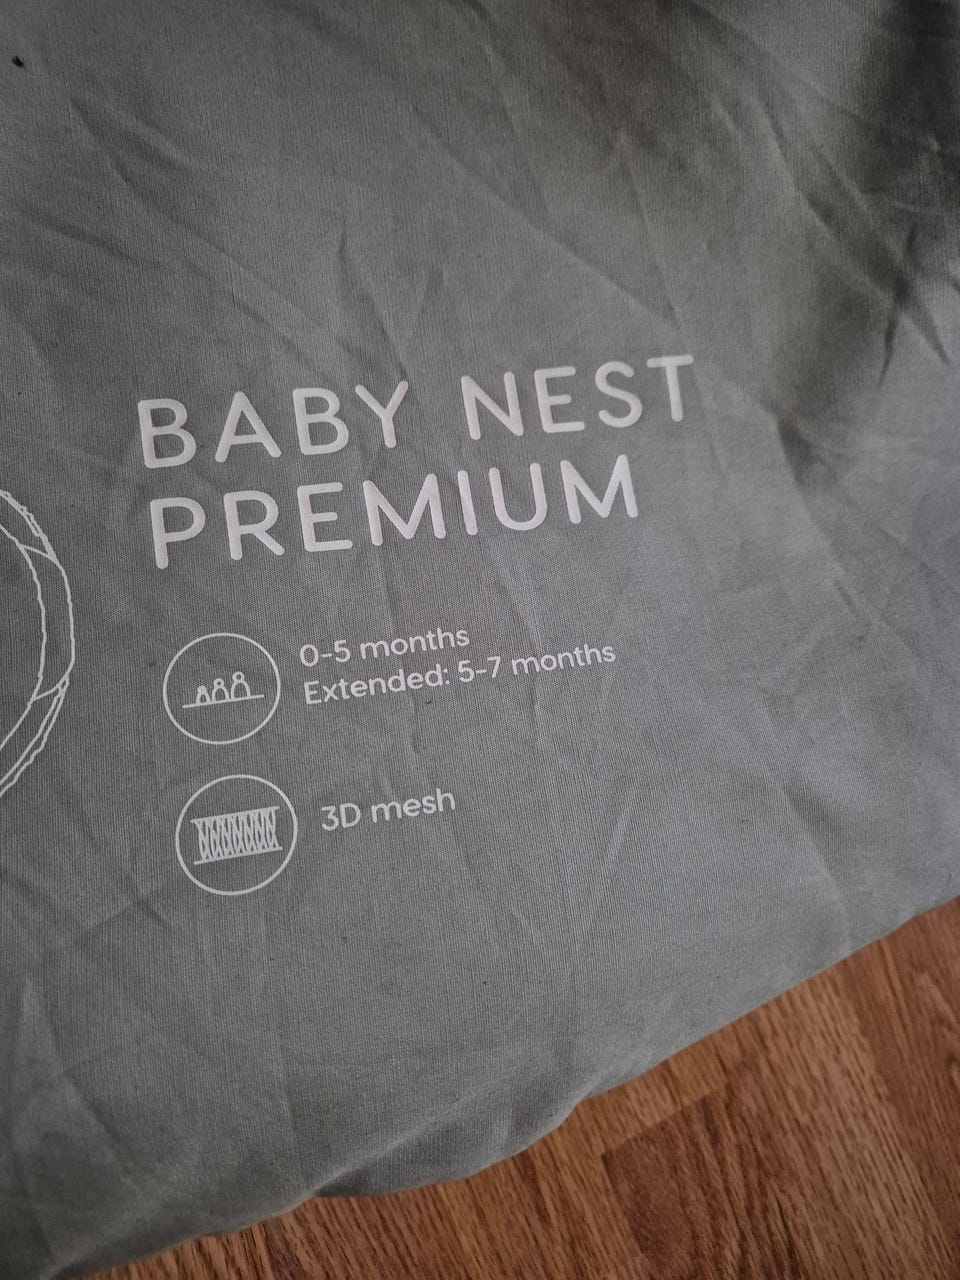 BABY NEST
PREMIUM
0-5 months
Extended: 5-7 months
3D mesh